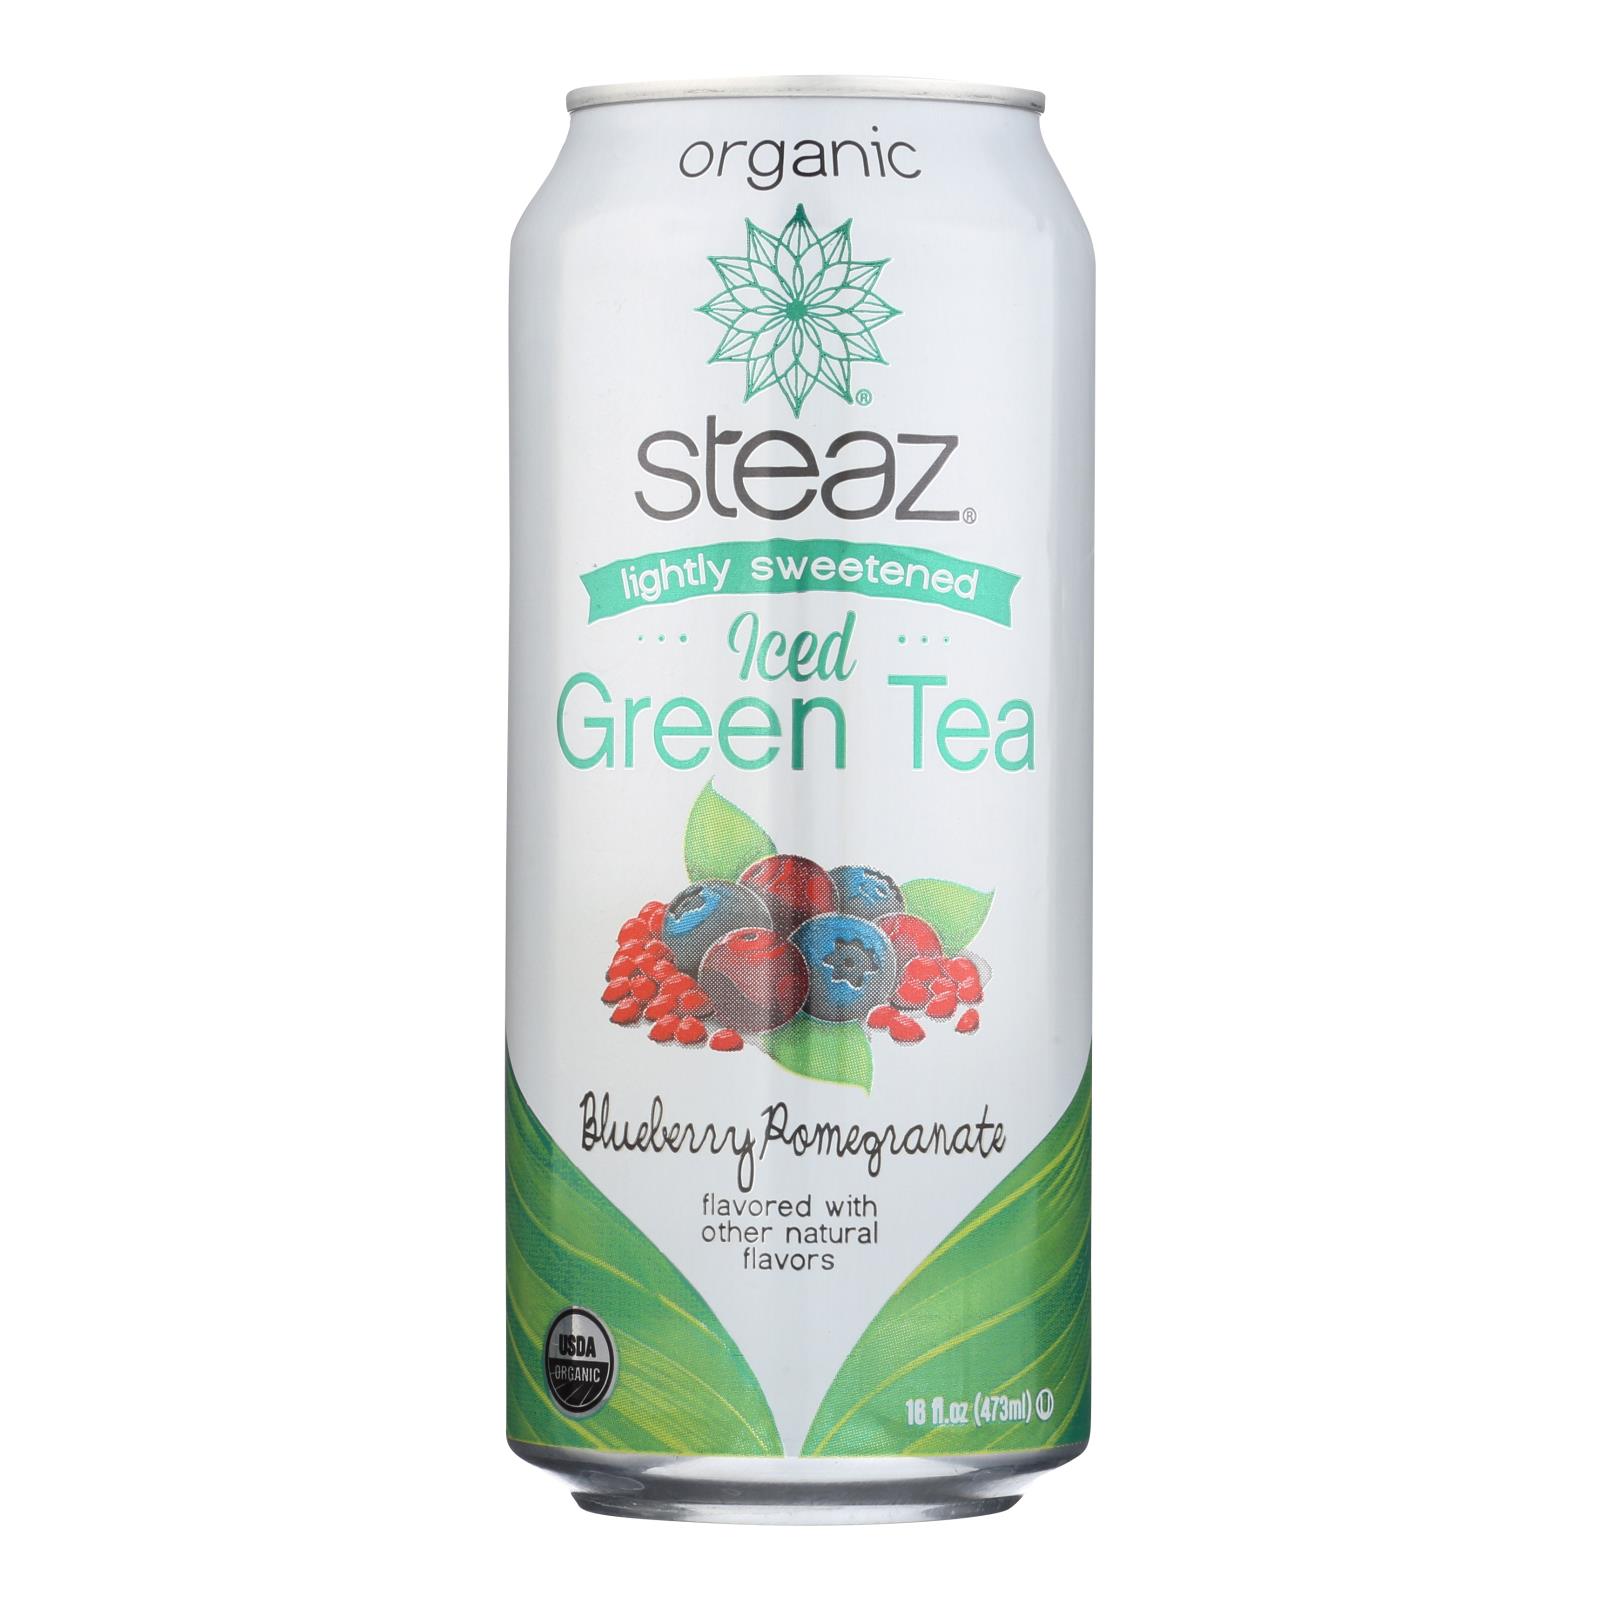 organic
®
steaz®
lightly sweetened
Iced
Green Tea
Blueberry Pomegranate
flavored with
other natural
flavors
USDA
ORGANIC
16 fl.oz (473ml) U